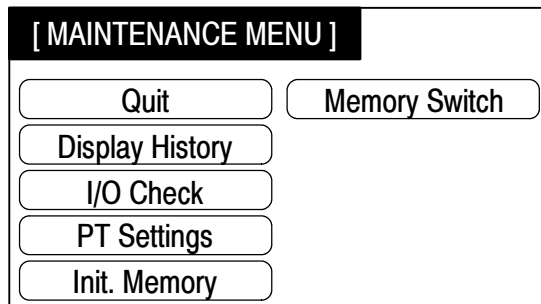 [ MAINTENANCE MENU ]
Quit
Memory Switch
Display History
I/O Check
PT Settings
Init. Memory